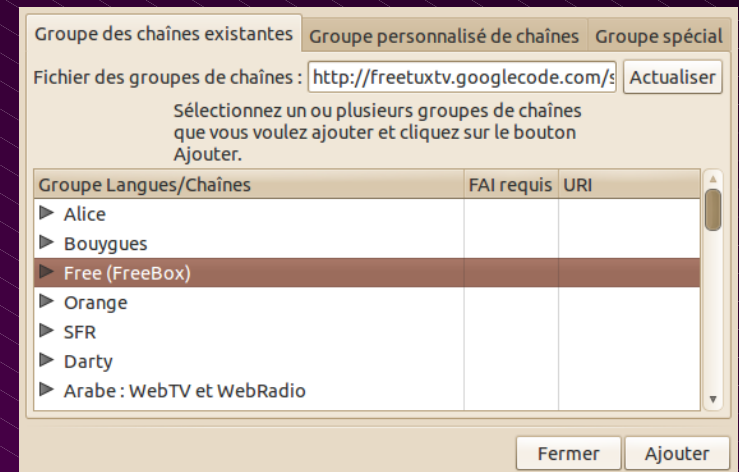 Groupe des chaînes existantes Groupe personnalisé de chaînes Groupe spécial
Fichier des groupes de chaînes : http://freetuxtv.googlecode.com/s Actualiser
Sélectionnez un ou plusieurs groupes de chaînes
que vous voulez ajouter et cliquez sur le bouton
Ajouter.
Groupe Langues/Chaînes FAI requis URI
Alice
Bouygues
Free (FreeBox)
Orange
SFR
Darty
Arabe : WebTV et WebRadio
Fermer Ajouter